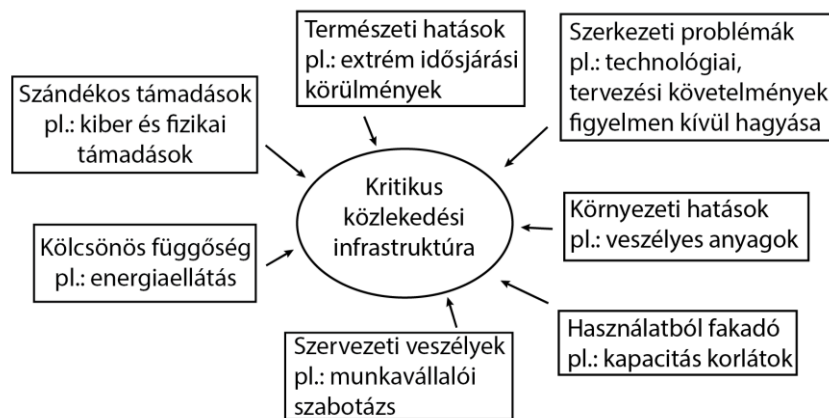 Természeti hatások
pl.: extrém idősjárási
körülmények
Szerkezeti problémák
pl.: technológiai,
tervezési követelmények
figyelmen kívül hagyása
Szándékos támadások
pl.: kiber és fizikai
támadások
Kritikus
közlekedési
infrastruktúra
Környezeti hatások
pl.: veszélyes anyagok
Kölcsönös függőség
pl.: energiaellátás
Szervezeti veszélyek
pl.: munkavállalói
szabotázs
Használatból fakadó
pl.: kapacitás korlátok